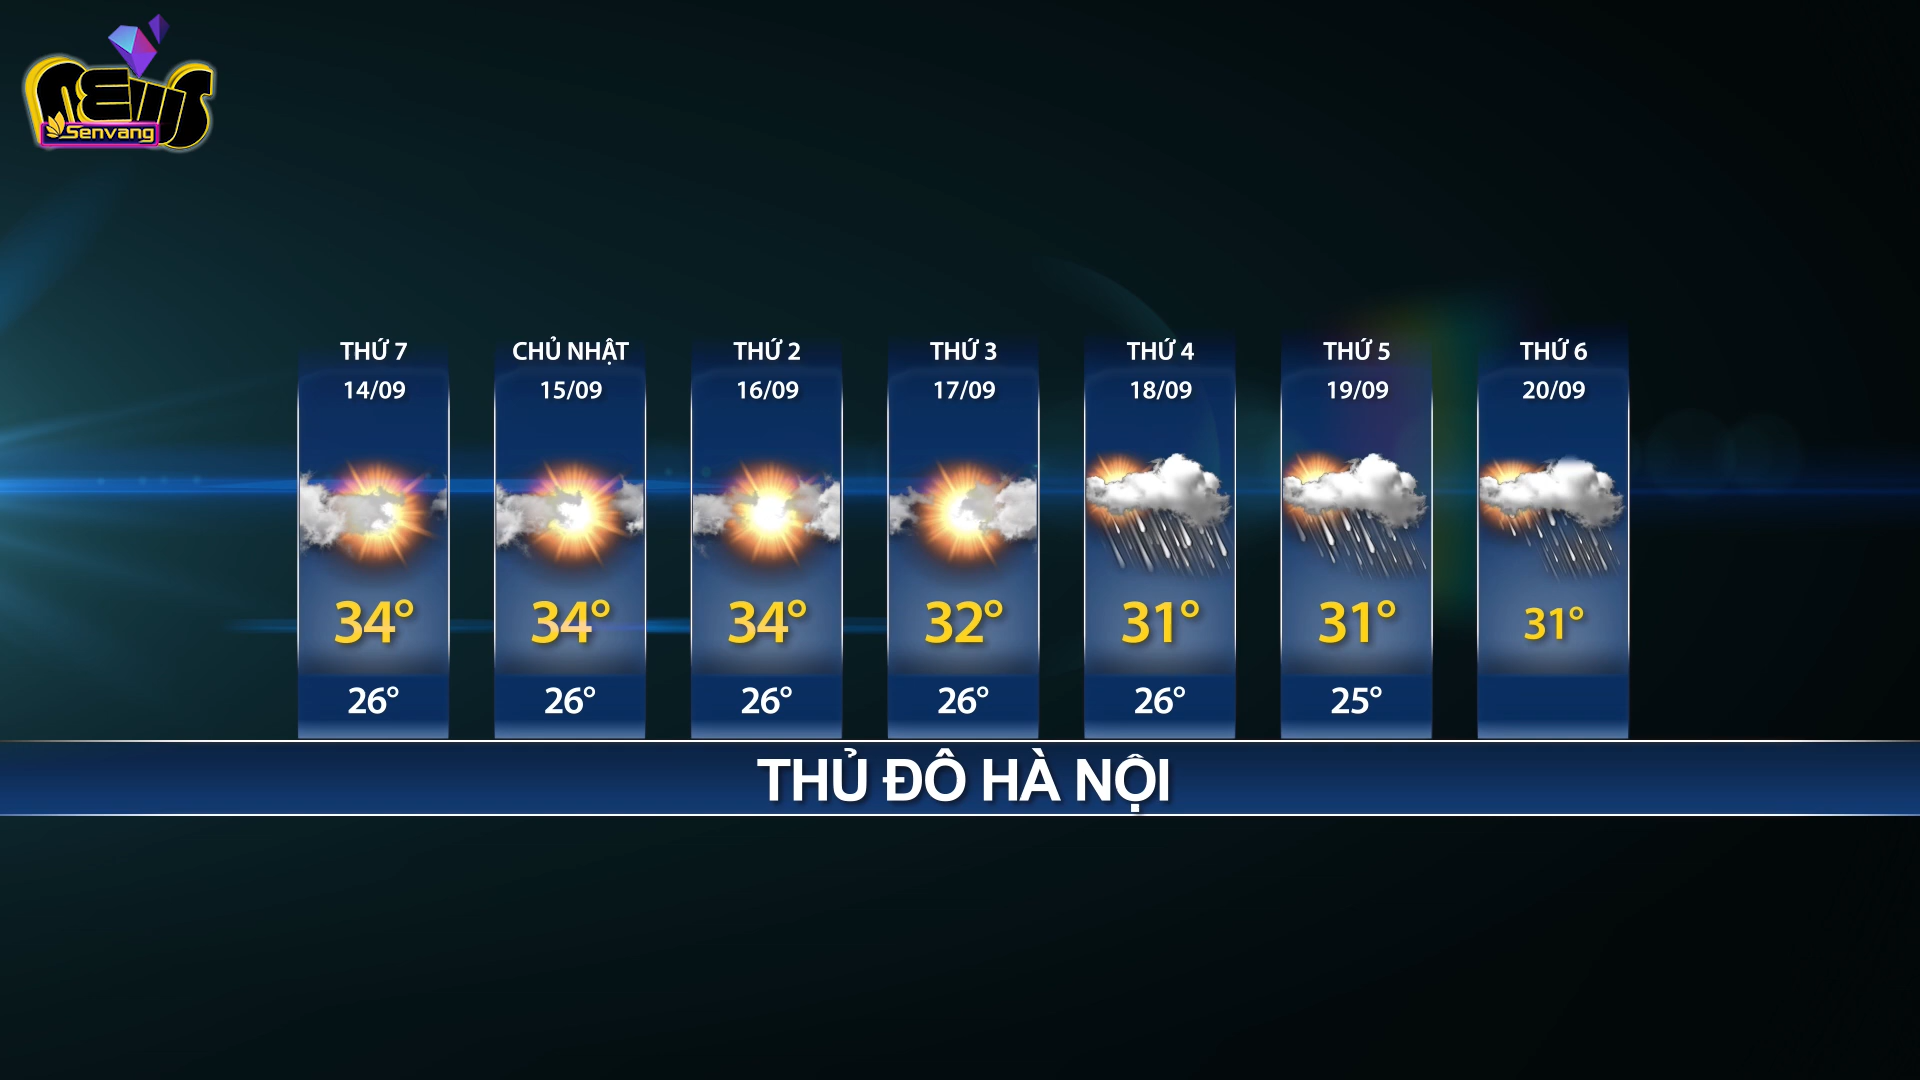 news
Senvang
THỨ 7
14/09
34°
26°
CHỦ NHẬT
15/09
34°
26°
THỨ 2
16/09
34°
26°
THỨ 3
17/09
32°
26°
THỨ 4
18/09
31°
26°
THỨ 5
19/09
31°
25°
THỨ 6
20/09
31°
THỦ ĐÔ HÀ NỘI